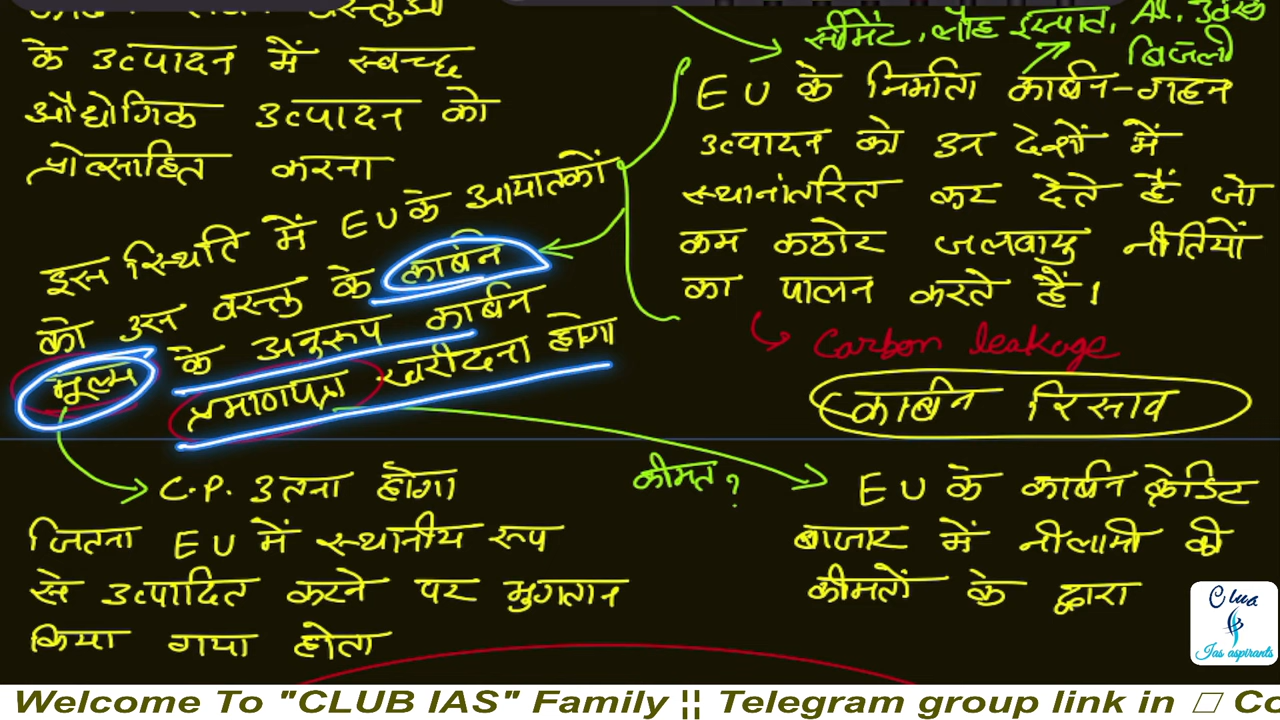 के उत्पादन में स्वच्छ
औद्योगिक उत्पादन को
प्रोत्साहित करना
इस स्थिति में EU के आयातकों
को उस वस्तु के कार्बन
मूल्य के अनुरूप कार्बन
प्रमाणपत्र खरीदना होगा
C.P. उतना होगा
जितना EU में स्थानीय रूप
से उत्पादित करने पर भुगतान
किया गया होता
सीमेंट, लौह इस्पात, Al,
बिजली
EU के निर्माता कार्बन-गहन
उत्पादन को उन देशों में
स्थानांतरित कर देते हैं जो
कम कठोर जलवायु नीतियों
का पालन करते हैं।
Carbon leakage
कार्बन रिसाव
कीमत ?
EU के कार्बन क्रेडिट
बाजार में नीलामी की
कीमतों के द्वारा
Club
Ias aspirants
Welcome To "CLUB IAS" Family ¦¦ Telegram group link in □ Co